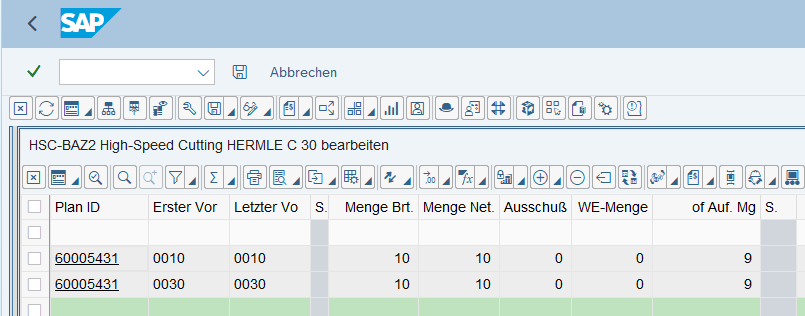 SAP
Abbrechen
HSC-BAZ2 High-Speed Cutting HERMLE C 30 bearbeiten
Plan ID Erster Vor Letzter Vo S. Menge Brt. Menge Net. Ausschuß WE-Menge of Auf. Mg S.
60005431 0010 0010 10 10 0 0 9
60005431 0030 0030 10 10 0 0 9